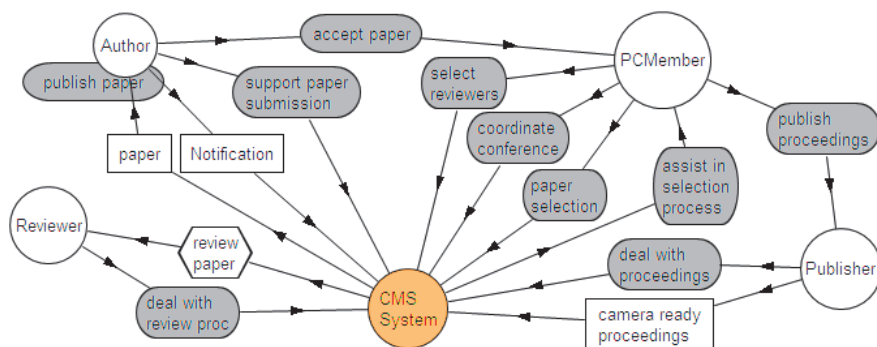 accept paper
Author
PCMember
publish paper
support paper
submission
select
reviewers
publish
proceedings
coordinate
conference
paper
Notification
assist in
selection
process
paper
selection
Reviewer
review
paper
deal with
proceedings
Publisher
deal with
review proc
CMS
System
camera ready
proceedings